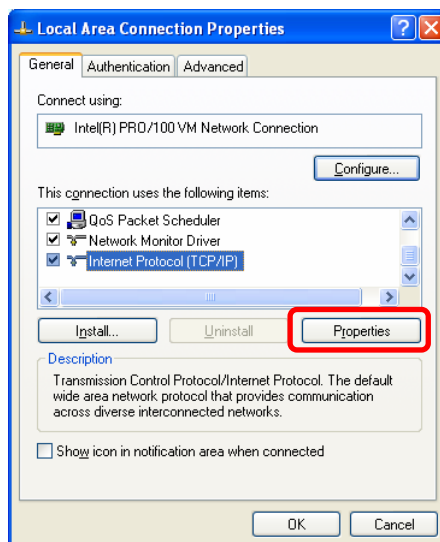 Local Area Connection Properties
General Authentication Advanced
Connect using:
Intel(R) PRO/100 VM Network Connection
Configure...
This connection uses the following items:
QoS Packet Scheduler
Network Monitor Driver
Internet Protocol (TCP/IP)
Install... Uninstall Properties
Description
Transmission Control Protocol/Internet Protocol. The default
wide area network protocol that provides communication
across diverse interconnected networks.
Show icon in notification area when connected
OK Cancel